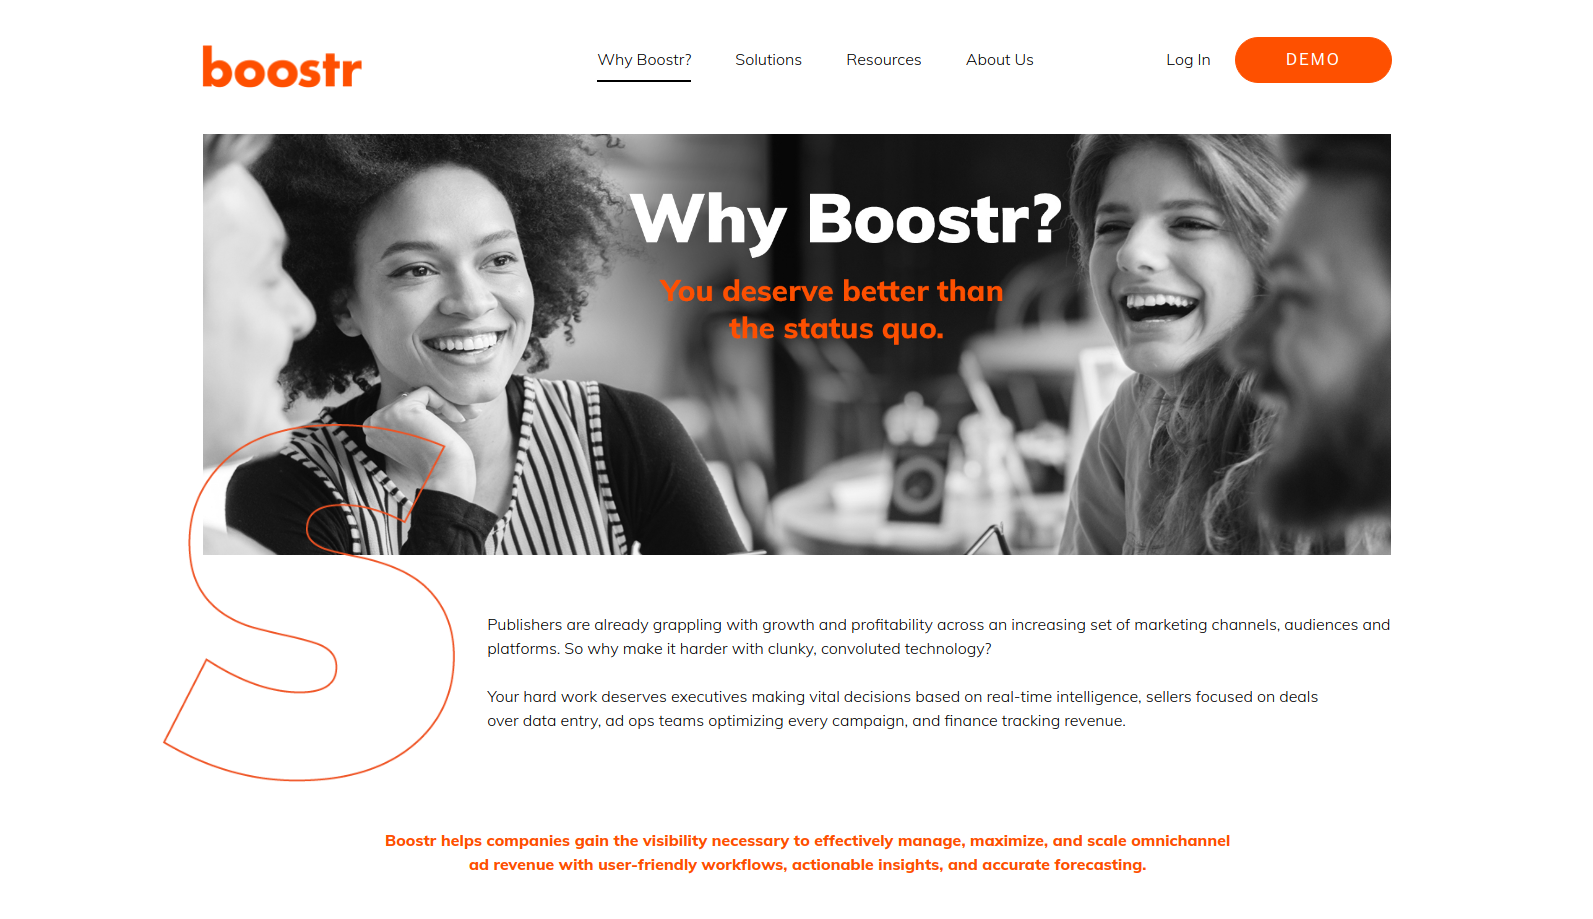 boostr
Why Boostr?
Solutions
Resources
About Us
Log In
DEMO
Why Boostr?
You deserve better than
the status quo.
S
Publishers are already grappling with growth and profitability across an increasing set of marketing channels, audiences and
platforms. So why make it harder with clunky, convoluted technology?
Your hard work deserves executives making vital decisions based on real-time intelligence, sellers focused on deals
over data entry, ad ops teams optimizing every campaign, and finance tracking revenue.
Boostr helps companies gain the visibility necessary to effectively manage, maximize, and scale omnichannel
ad revenue with user-friendly workflows, actionable insights, and accurate forecasting.